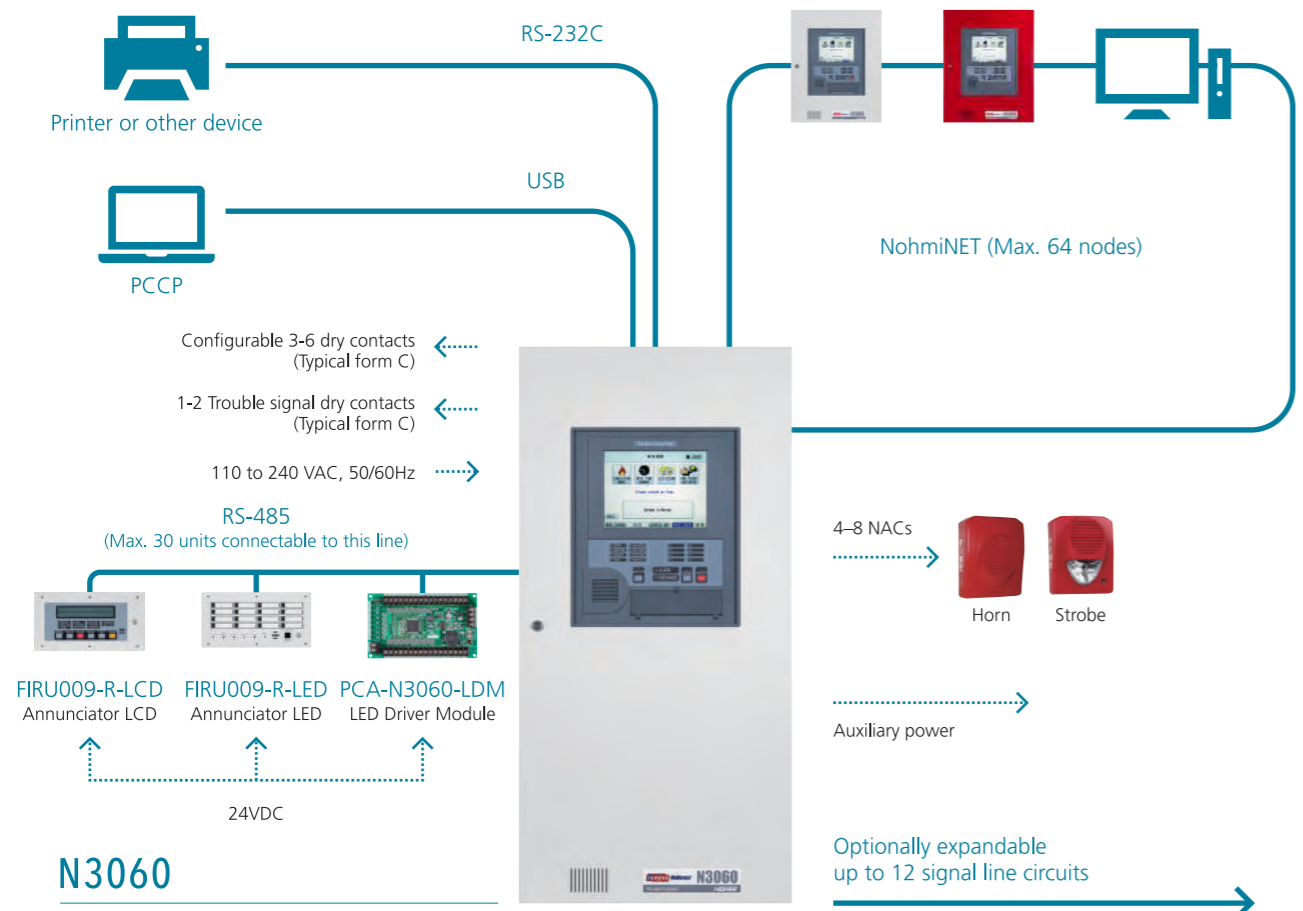 RS-232C
Printer or other device
USB
PCCP
NohmiNET (Max. 64 nodes)
Configurable 3-6 dry contacts
(Typical form C)
1-2 Trouble signal dry contacts
(Typical form C)
110 to 240 VAC, 50/60Hz
RS-485
(Max. 30 units connectable to this line)
FIRU009-R-LCD
Annunciator LCD
FIRU009-R-LED
Annunciator LED
PCA-N3060-LDM
LED Driver Module
24VDC
N3060
N3060
4–8 NACs
Horn
Strobe
Auxiliary power
Optionally expandable
up to 12 signal line circuits